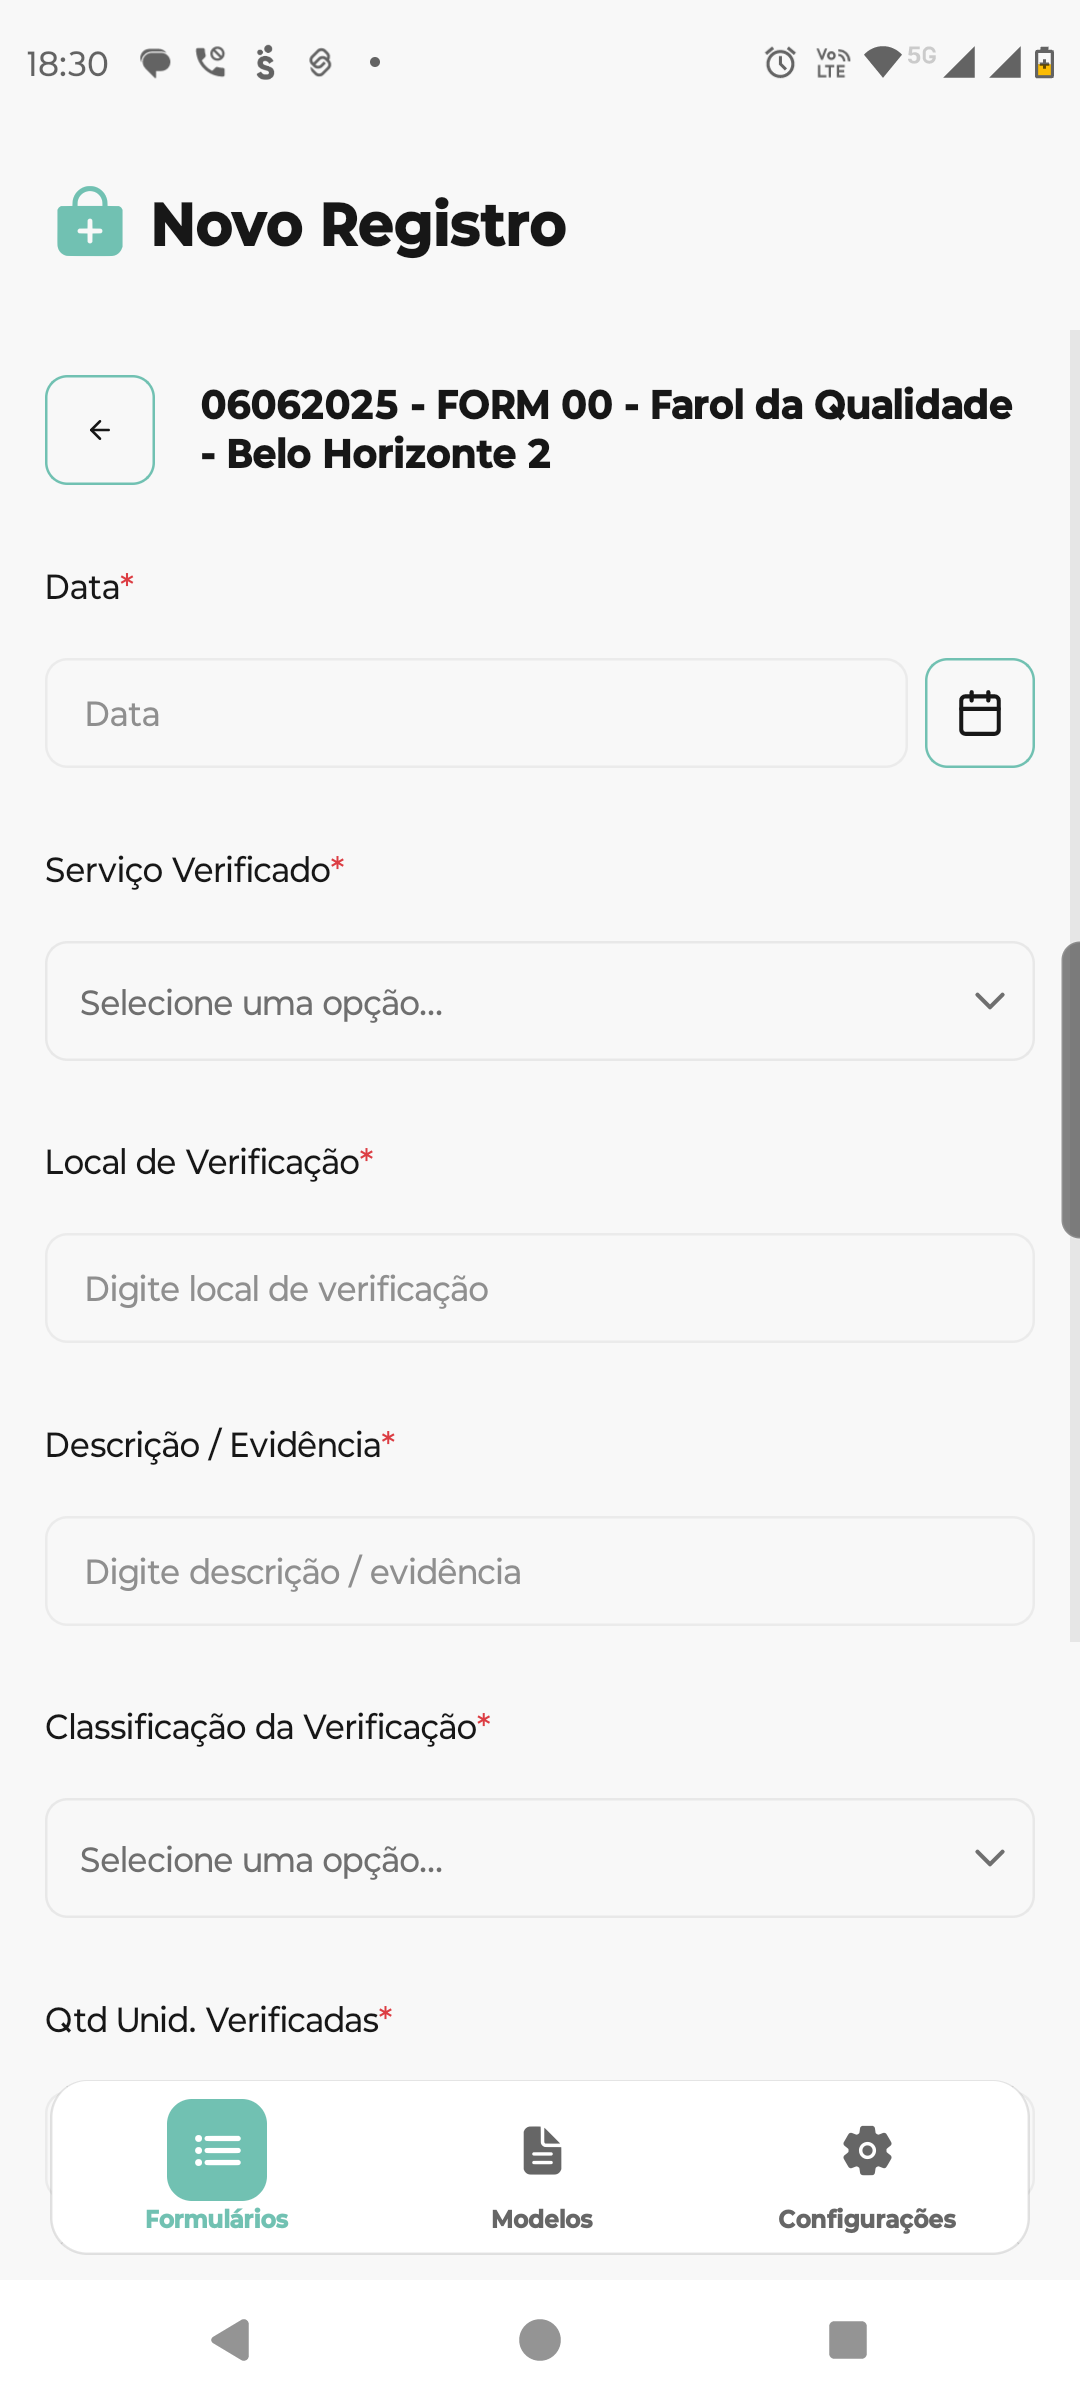 18:30
Vo
LTE
5G
Novo Registro
06062025 - FORM 00 - Farol da Qualidade
- Belo Horizonte 2
Data*
Data
Serviço Verificado*
Selecione uma opção...
Local de Verificação*
Digite local de verificação
Descrição / Evidência*
Digite descrição / evidência
Classificação da Verificação*
Selecione uma opção...
Qtd Unid. Verificadas*
Formulários
Modelos
Configurações